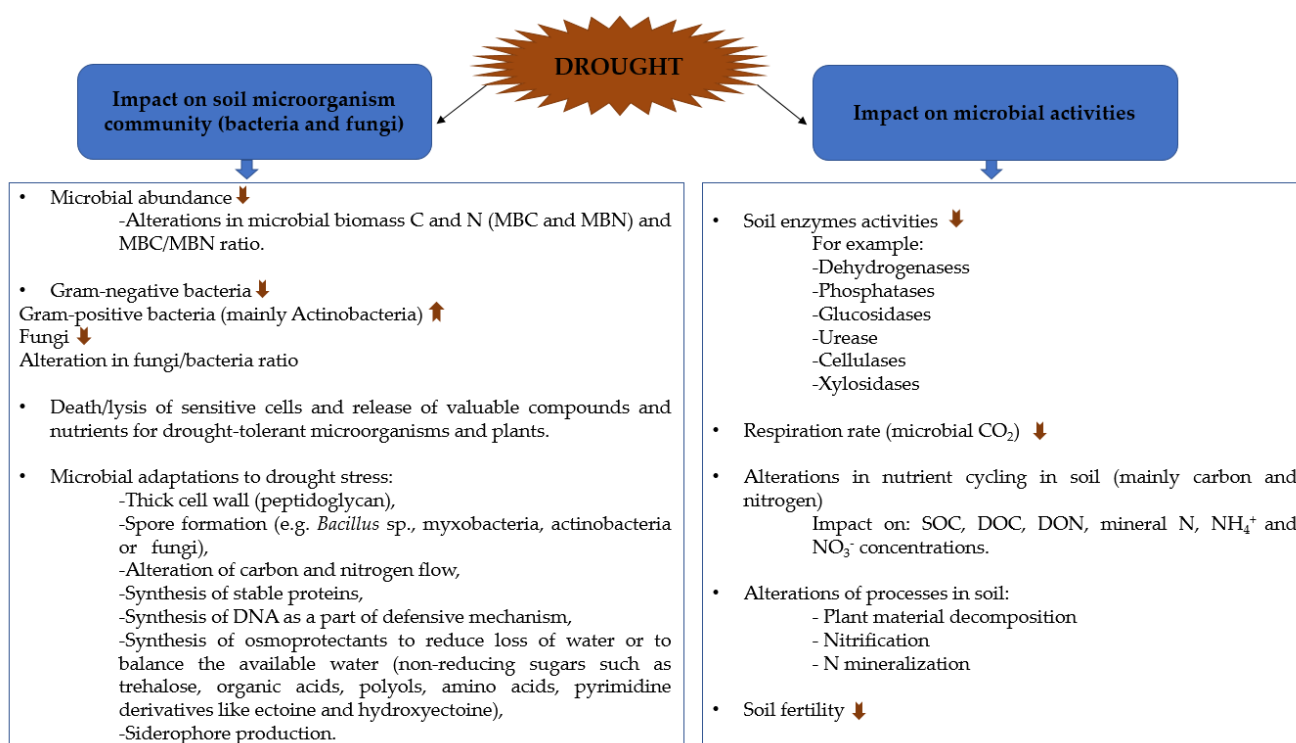 DROUGHT
Impact on soil microorganism
community (bacteria and fungi)
• Microbial abundance
-Alterations in microbial biomass C and N (MBC and MBN) and
MBC/MBN ratio.
• Gram-negative bacteria
Gram-positive bacteria (mainly Actinobacteria)
Fungi
Alteration in fungi/bacteria ratio
• Death/lysis of sensitive cells and release of valuable compounds and
nutrients for drought-tolerant microorganisms and plants.
• Microbial adaptations to drought stress:
-Thick cell wall (peptidoglycan),
-Spore formation (e.g. Bacillus sp., myxobacteria, actinobacteria
or fungi),
-Alteration of carbon and nitrogen flow,
-Synthesis of stable proteins,
-Synthesis of DNA as a part of defensive mechanism,
-Synthesis of osmoprotectants to reduce loss of water or to
balance the available water (non-reducing sugars such as
trehalose, organic acids, polyols, amino acids, pyrimidine
derivatives like ectoine and hydroxyectoine),
-Siderophore production.
Impact on microbial activities
• Soil enzymes activities
For example:
-Dehydrogenasess
-Phosphatases
-Glucosidases
-Urease
-Cellulases
-Xylosidases
• Respiration rate (microbial CO₂)
• Alterations in nutrient cycling in soil (mainly carbon and
nitrogen)
Impact on: SOC, DOC, DON, mineral N, NH₄⁺ and
NO₃⁻ concentrations.
• Alterations of processes in soil:
- Plant material decomposition
- Nitrification
- N mineralization
• Soil fertility